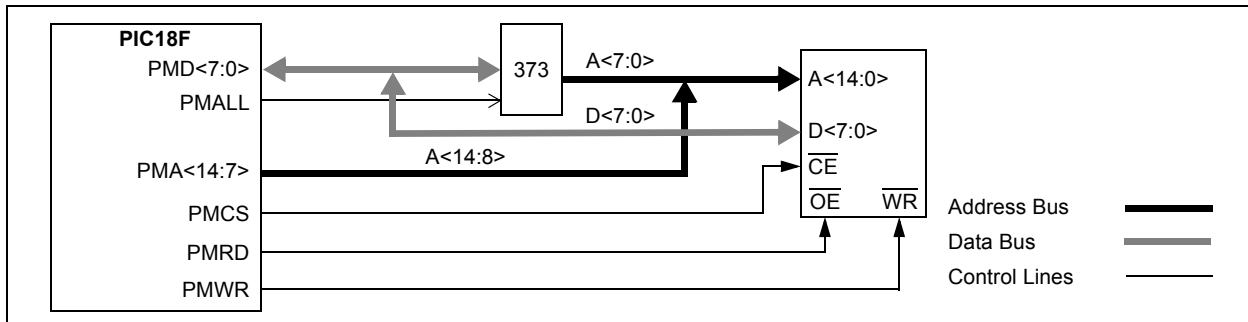 PIC18F
PMD<7:0>
373
A<7:0>
A<14:0>
PMALL
D<7:0>
D<7:0>
A<14:8>
PMA<14:7>
CE
PMCS
OE WR
Address Bus
PMRD
Data Bus
PMWR
Control Lines